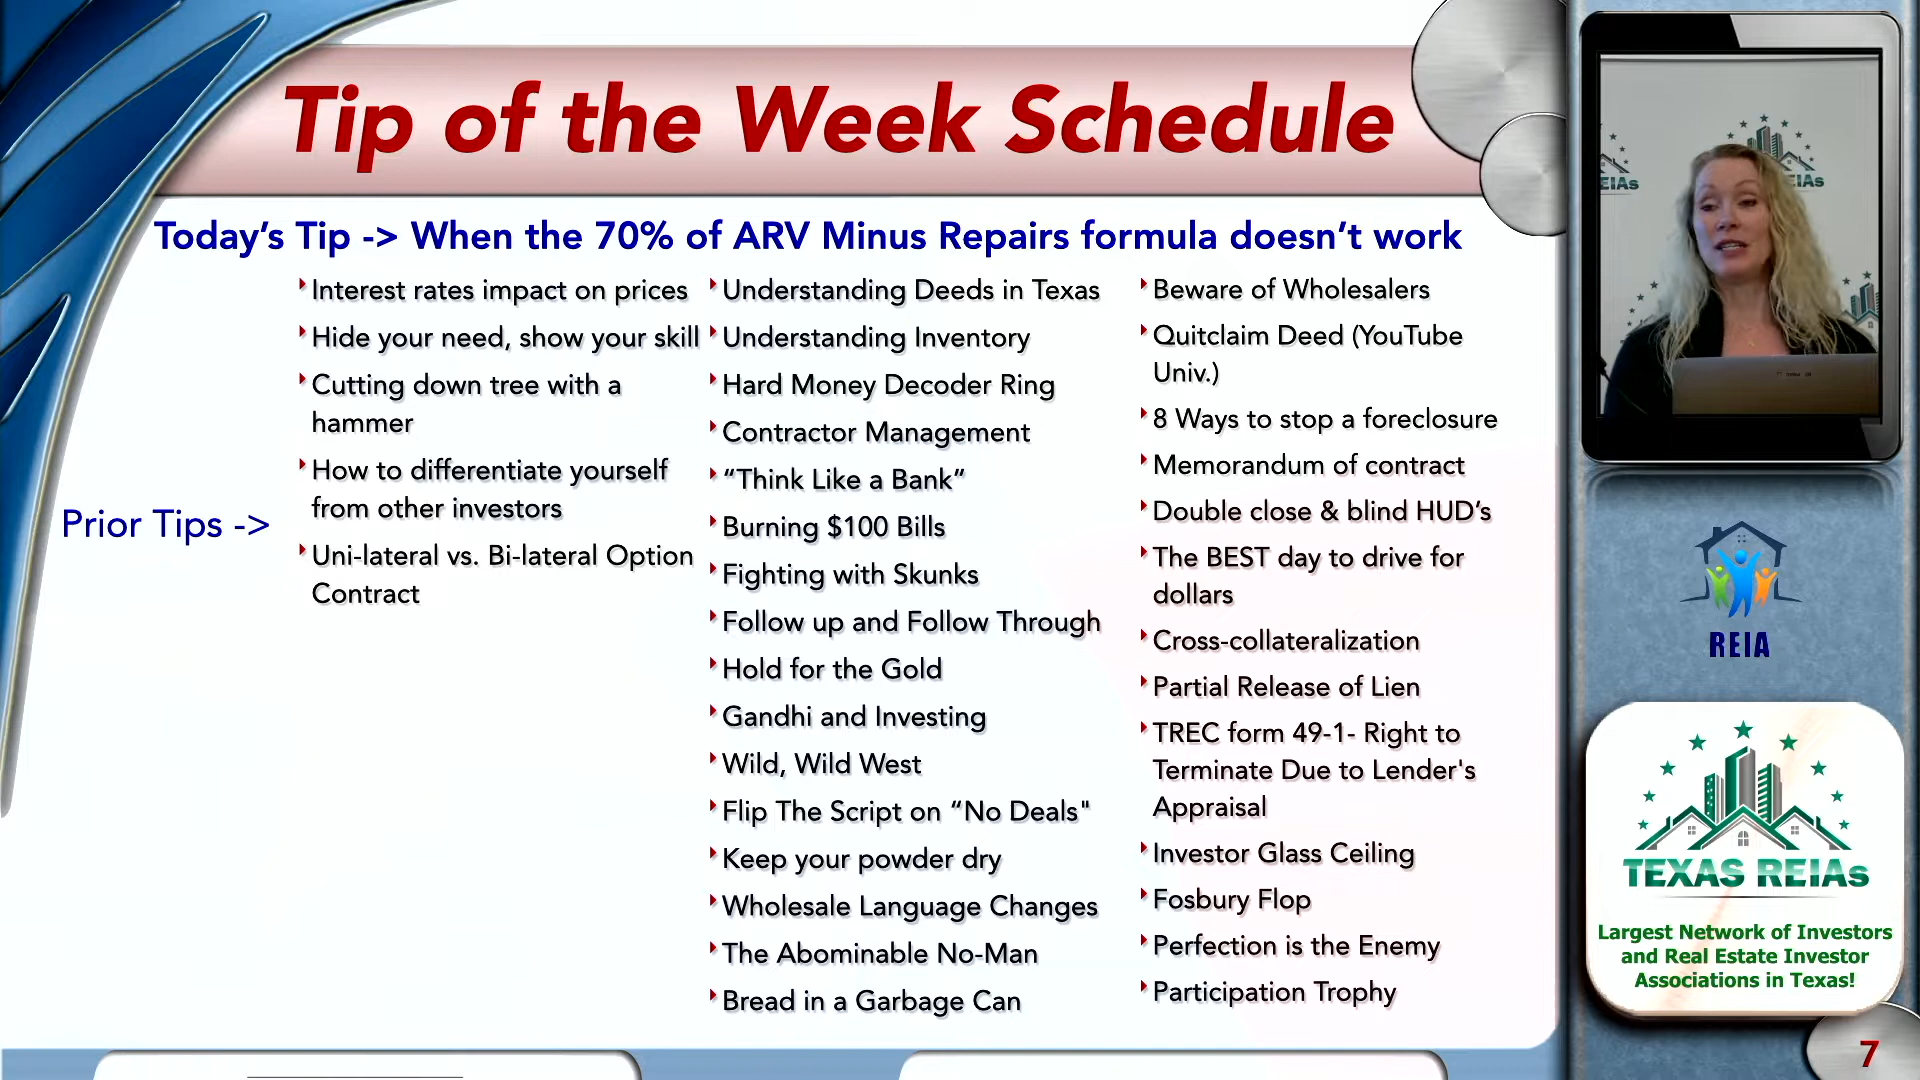 Tip of the Week Schedule
Today’s Tip -> When the 70% of ARV Minus Repairs formula doesn’t work
Prior Tips ->
Interest rates impact on prices
Hide your need, show your skill
Cutting down tree with a
hammer
How to differentiate yourself
from other investors
Uni-lateral vs. Bi-lateral Option
Contract
Understanding Deeds in Texas
Understanding Inventory
Hard Money Decoder Ring
Contractor Management
“Think Like a Bank”
Burning $100 Bills
Fighting with Skunks
Follow up and Follow Through
Hold for the Gold
Gandhi and Investing
Wild, Wild West
Flip The Script on “No Deals"
Keep your powder dry
Wholesale Language Changes
The Abominable No-Man
Bread in a Garbage Can
Beware of Wholesalers
Quitclaim Deed (YouTube
Univ.)
8 Ways to stop a foreclosure
Memorandum of contract
Double close & blind HUD’s
The BEST day to drive for
dollars
Cross-collateralization
Partial Release of Lien
TREC form 49-1- Right to
Terminate Due to Lender's
Appraisal
Investor Glass Ceiling
Fosbury Flop
Perfection is the Enemy
Participation Trophy
EIAs
EIAs
REIA
TEXAS REIAs
Largest Network of Investors
and Real Estate Investor
Associations in Texas!
7